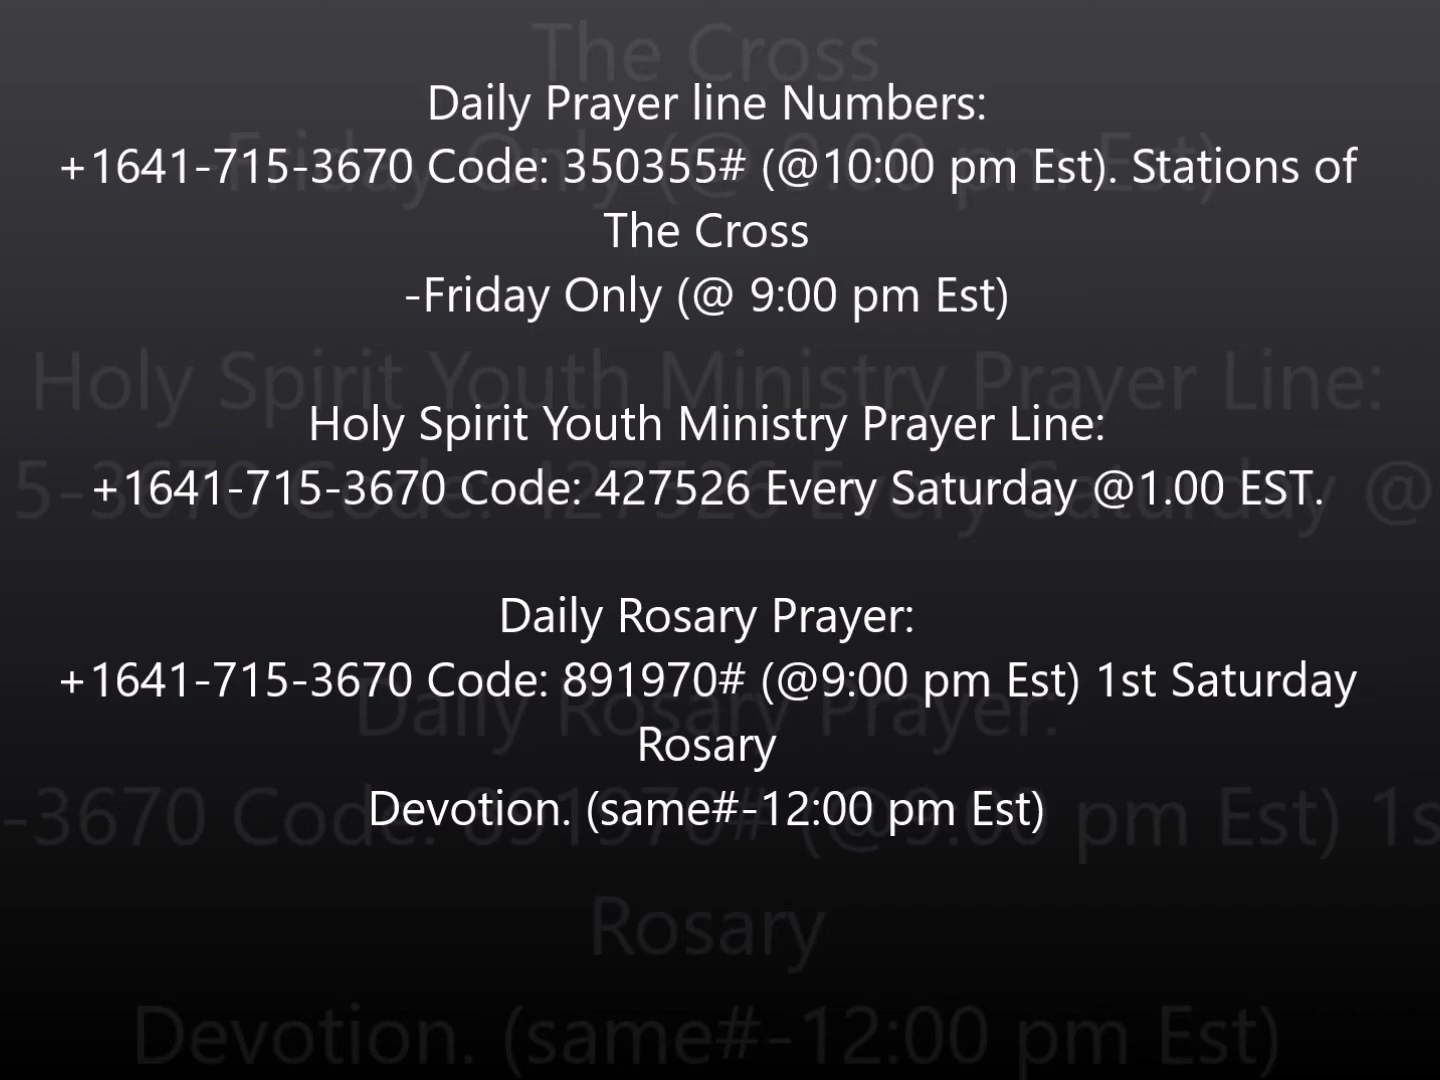 Daily Prayer line Numbers:
+1641-715-3670 Code: 350355# (@10:00 pm Est). Stations of
The Cross
-Friday Only (@ 9:00 pm Est)
Holy Spirit Youth Ministry Prayer Line:
+1641-715-3670 Code: 427526 Every Saturday @1.00 EST.
Daily Rosary Prayer:
+1641-715-3670 Code: 891970# (@9:00 pm Est) 1st Saturday
Rosary
Devotion. (same#-12:00 pm Est)